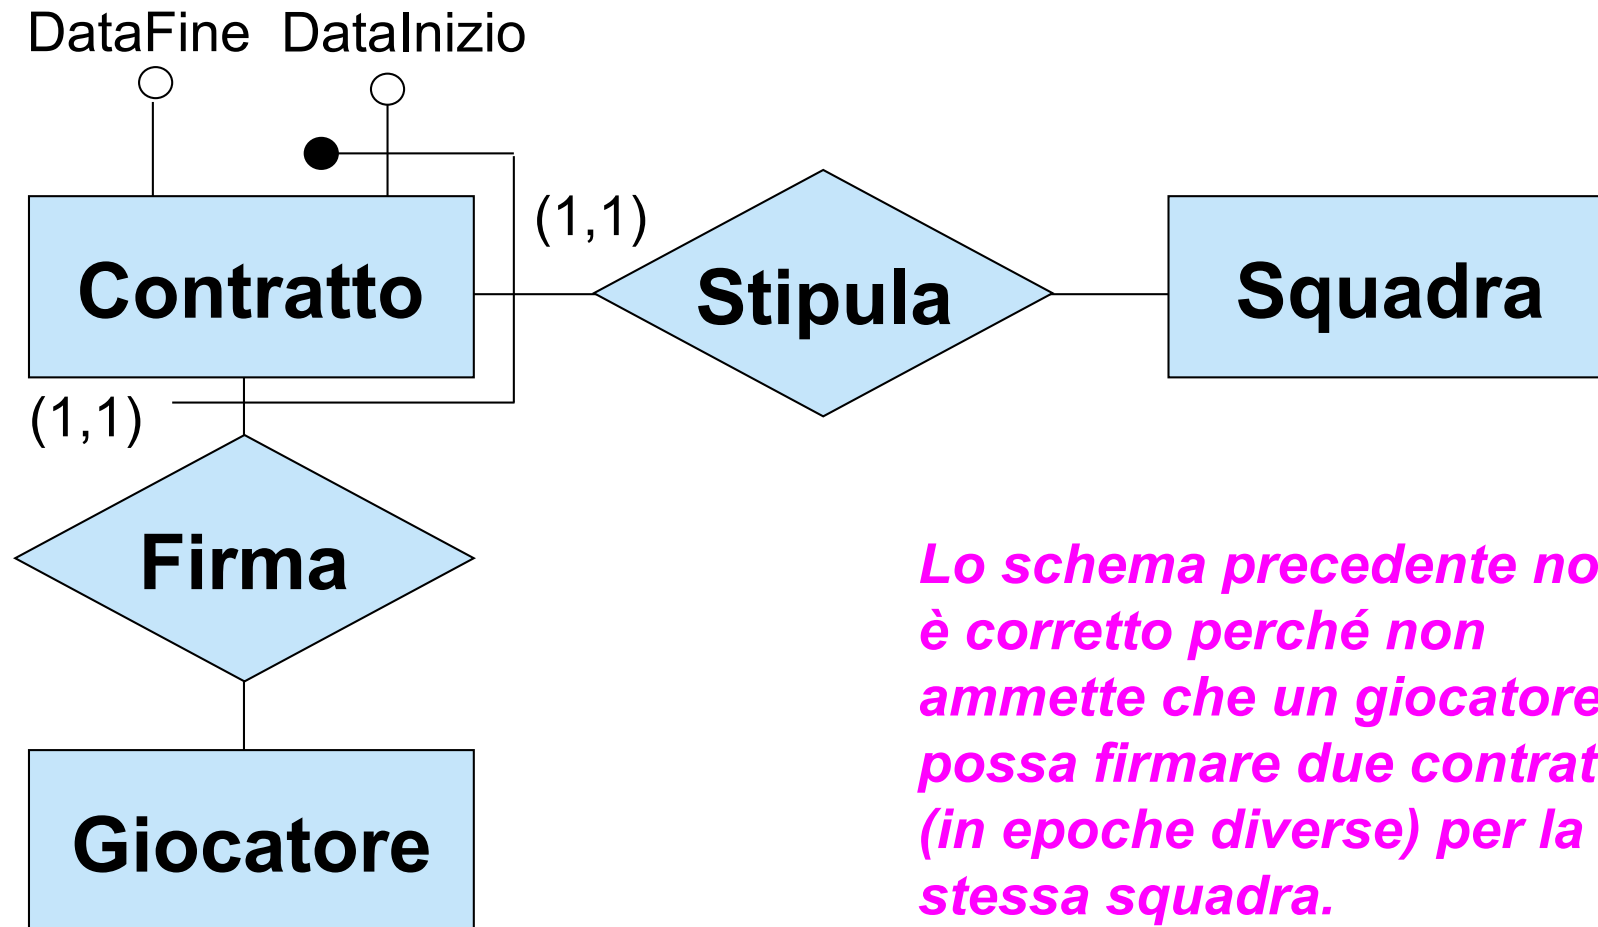 DataFine DataInizio
(1,1)
Contratto
Stipula
Squadra
(1,1)
Firma
Giocatore
Lo schema precedente no
è corretto perché non
ammette che un giocatore
possa firmare due contrat
(in epoche diverse) per la
stessa squadra.